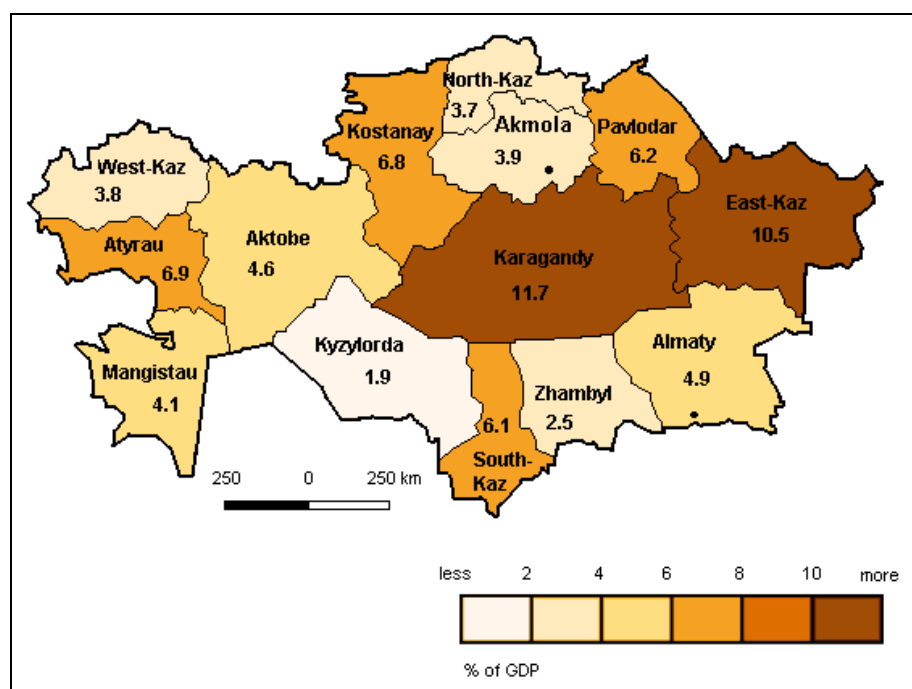 North-Kaz
3.7
Akmola
3.9
Kostanay
6.8
Pavlodar
6.2
West-Kaz
3.8
East-Kaz
10.5
Atyrau
6.9
Aktobe
4.6
Karagandy
11.7
Mangistau
4.1
Kyzylorda
1.9
Almaty
4.9
Zhambyl
2.5
6.1
South-
Kaz
250 0 250 km
less 2 4 6 8 10 more
% of GDP